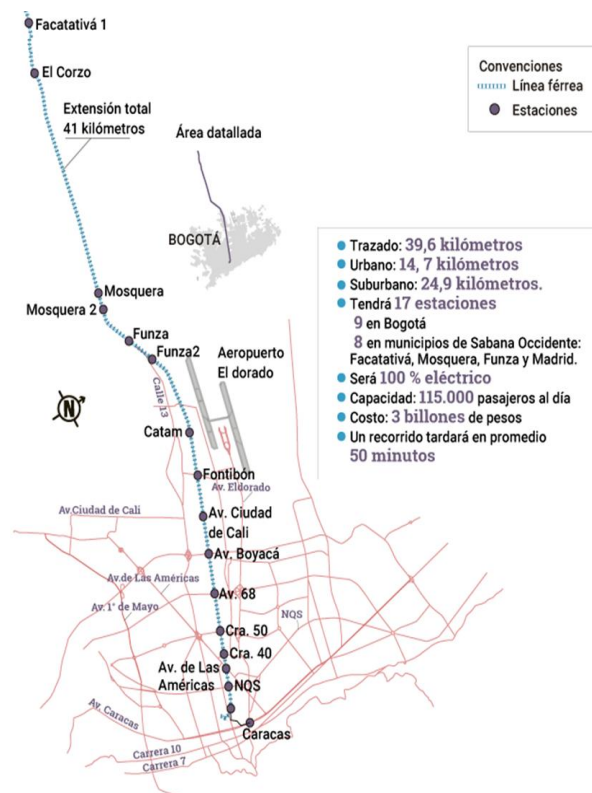 Facatativá 1
El Corzo
Extensión total
41 kilómetros
Área datallada
BOGOTÁ
Convenciones
Línea férrea
Estaciones
Trazado: 39,6 kilómetros
Urbano: 14, 7 kilómetros
Suburbano: 24,9 kilómetros.
Tendrá 17 estaciones
9 en Bogotá
8 en municipios de Sabana Occidente:
Facatativá, Mosquera, Funza y Madrid.
Será 100 % eléctrico
Capacidad: 115.000 pasajeros al día
Costo: 3 billones de pesos
Un recorrido tardará en promedio
50 minutos
Mosquera
Mosquera 2
Funza
Funza2
Aeropuerto
El dorado
Calle 13
N
Catam
Fontibón
Av. Eldorado
Av.Ciudad de Cali
Av. Ciudad
de Cali
Av. Boyacá
Av.de Las Américas
Av. 68
Av. 1° de Mayo
NQS
Cra. 50
Cra. 40
Av. de Las
Américas
NQS
Av. Caracas
Caracas
Carrera 10
Carrera 7